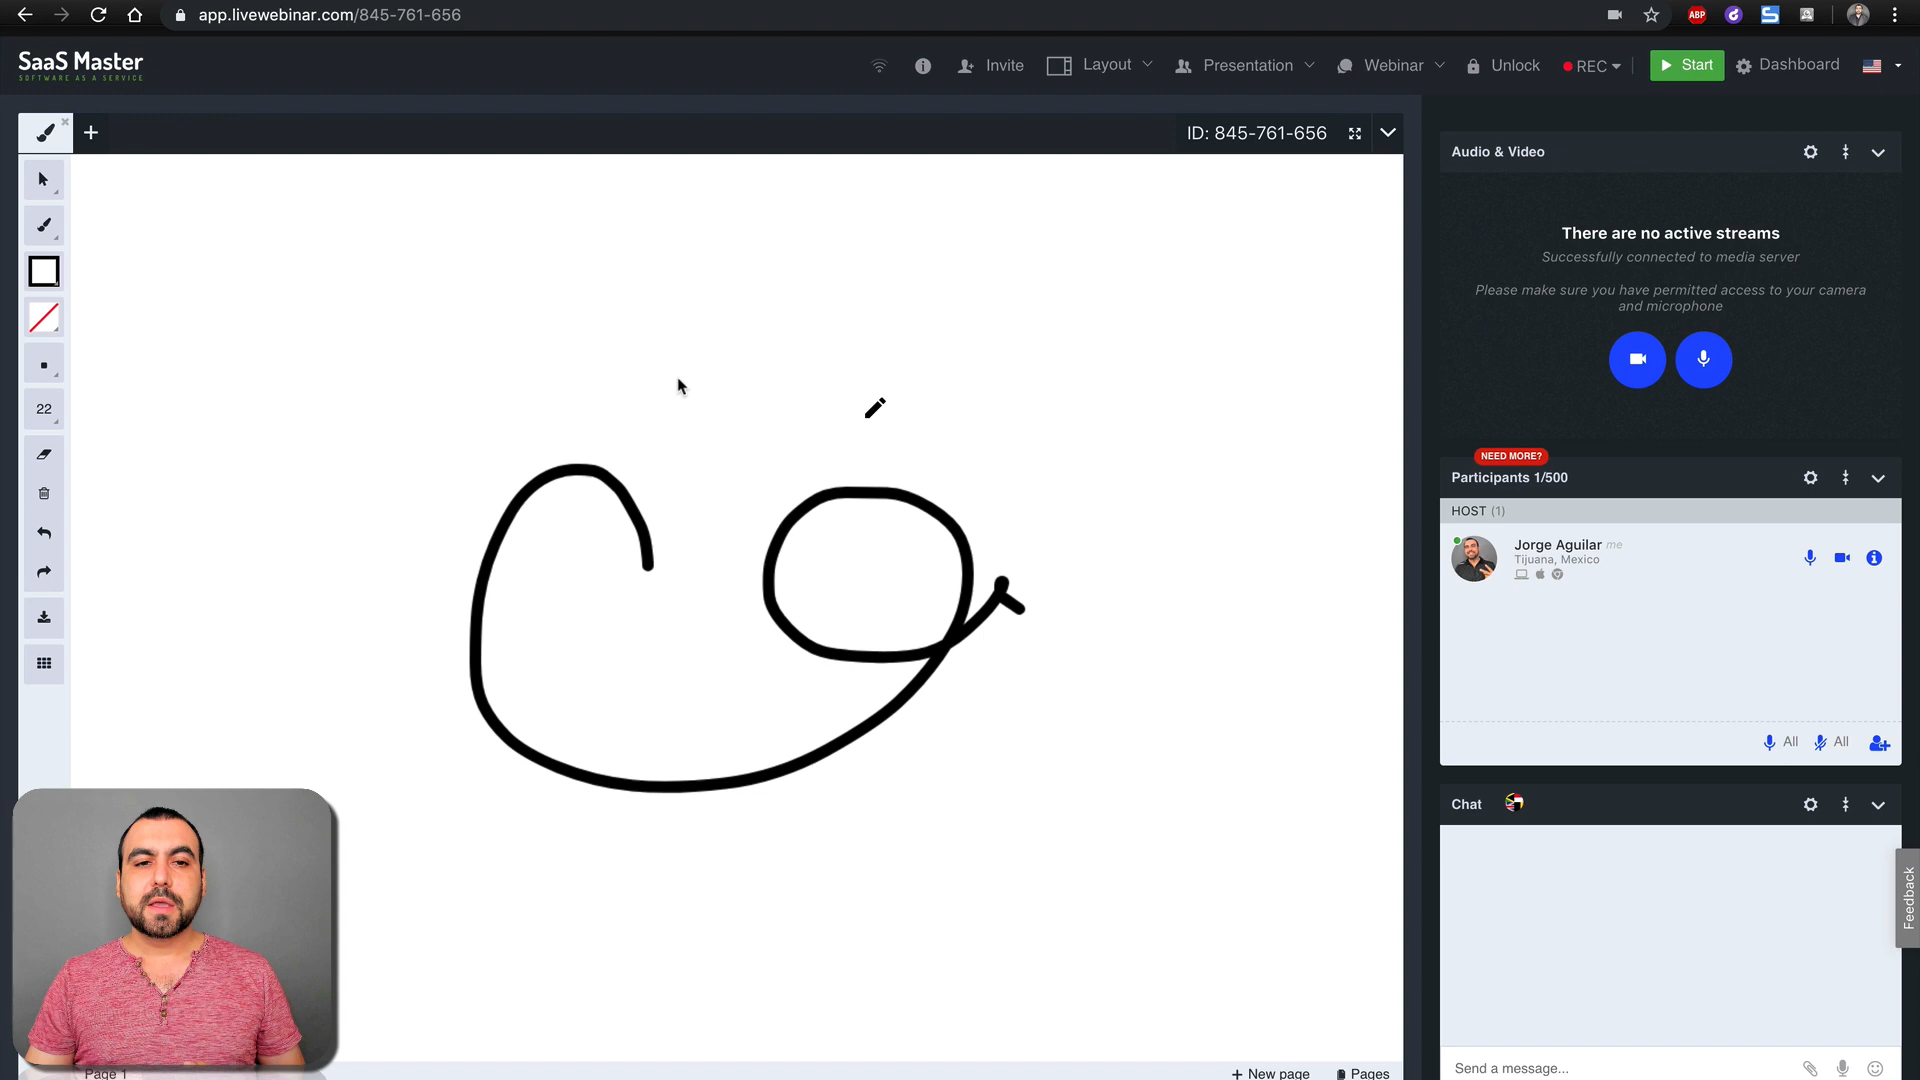 app.livewebinar.com/845-761-656
ABP
SaaS Master
SOFTWARE AS A SERVICE
Invite
Layout
Presentation
Webinar
Unlock
REC
Start
Dashboard
ID: 845-761-656
22
Audio & Video
There are no active streams
Successfully connected to media server
Please make sure you have permitted access to your camera
and microphone
NEED MORE?
Participants 1/500
HOST (1)
Jorge Aguilar me
Tijuana, Mexico
All
All
Chat
Feedback
Send a message...
Page 1
New page
Pages